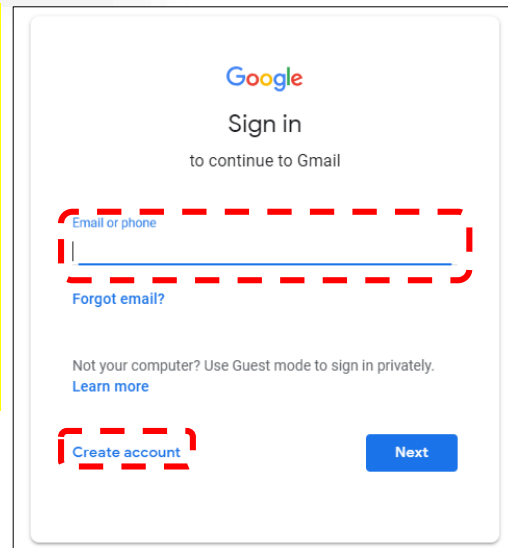 Google
Sign in
to continue to Gmail
Email or phone
Forgot email?
Not your computer? Use Guest mode to sign in privately.
Learn more
Create account
Next